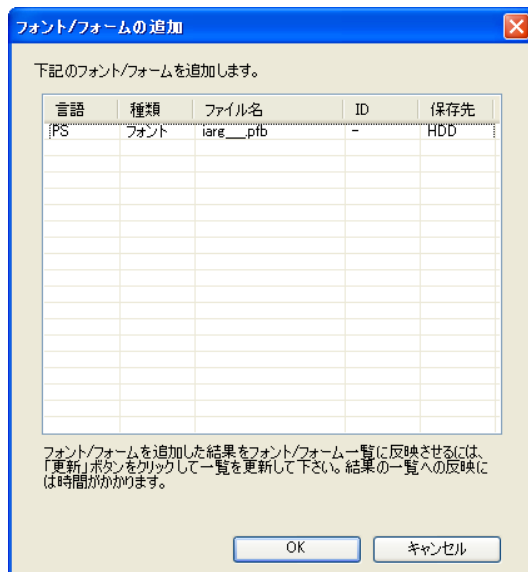 フォント/フォームの追加
下記のフォント/フォームを追加します。
言語 種類 ファイル名 ID 保存先
PS フォント iarg___.pfb - HDD
フォント/フォームを追加した結果をフォント/フォーム一覧に反映させるには、
「更新」ボタンをクリックして一覧を更新して下さい。結果の一覧への反映に
は時間がかかります。
OK キャンセル